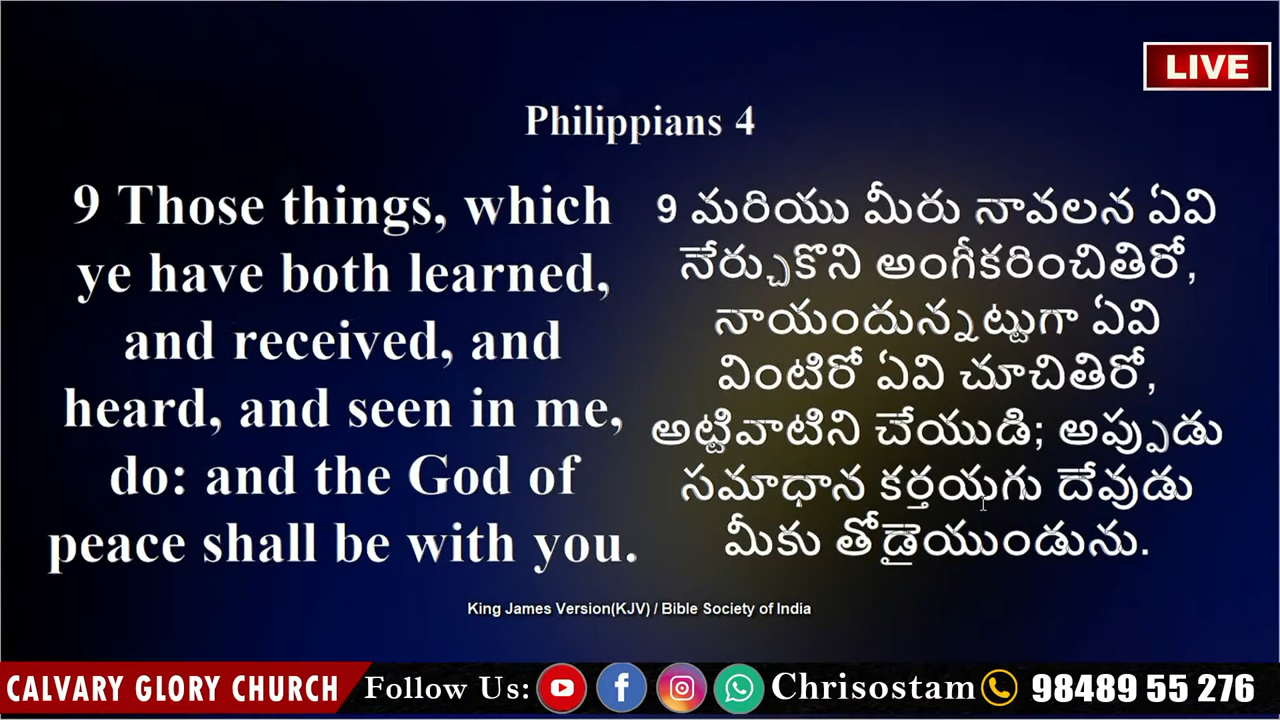 LIVE
Philippians 4
9 Those things, which
ye have both learned,
and received, and
heard, and seen in me,
do: and the God of
peace shall be with you.
9 మరియు మీరు నావలన ఏవి
నేర్చుకొని అంగీకరించితిరో,
నాయందున్నట్టుగా ఏవి
వింటిరో ఏవి చూచితిరో,
అట్టివాటిని చేయుడి; అప్పుడు
సమాధాన కర్తయగు దేవుడు
మీకు తోడైయుండును.
King James Version(KJV) / Bible Society of India
CALVARY GLORY CHURCH Follow Us: Chrisostam 98489 55 276